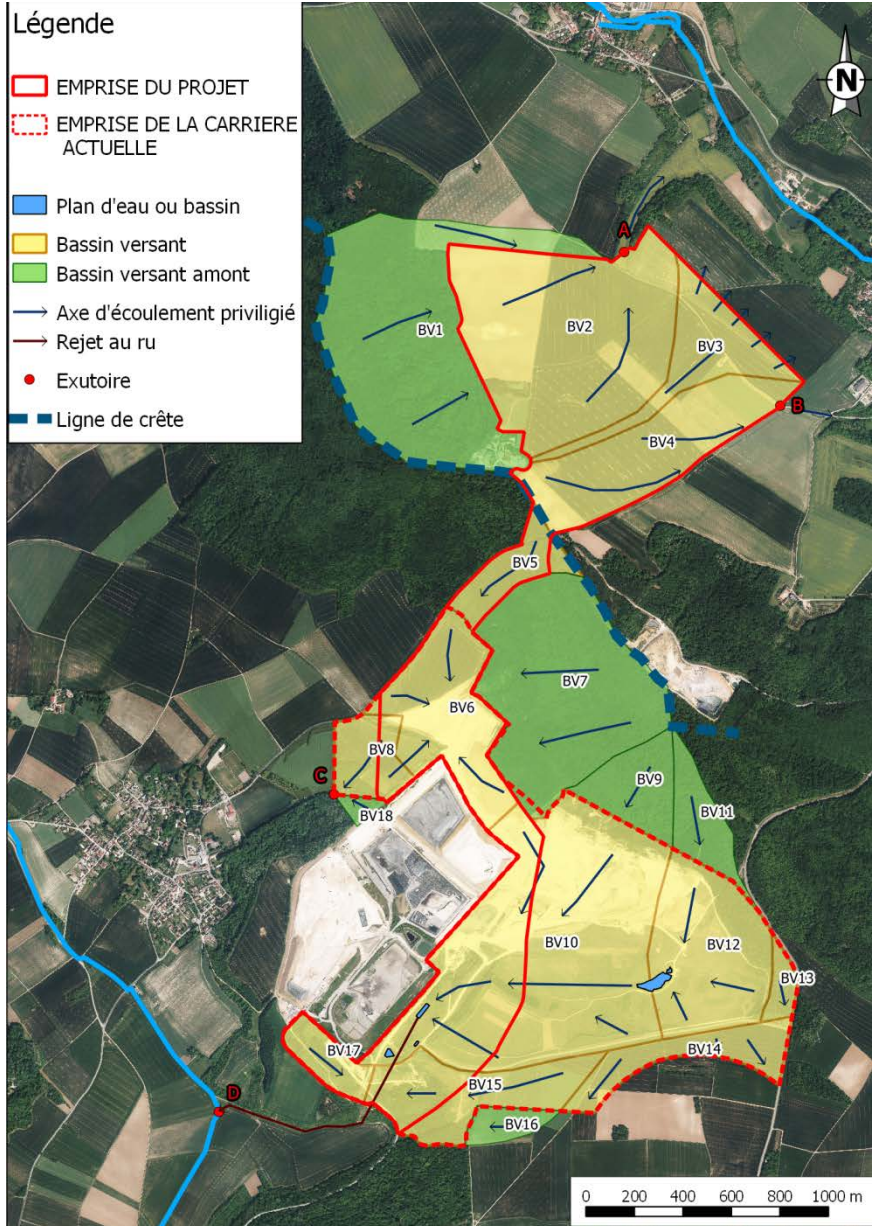 Légende
EMPRISE DU PROJET
EMPRISE DE LA CARRIERE
ACTUELLE
Plan d'eau ou bassin
Bassin versant
Bassin versant amont
Axe d'écoulement priviligié
Rejet au ru
Exutoire
Ligne de crête
N
A
BV1
BV2
BV3
B
BV4
BV5
BV7
BV6
BV8
C
BV9
BV18
BV11
BV10
BV12
BV13
BV17
BV14
BV15
D
BV16
0 200 400 600 800 1000 m